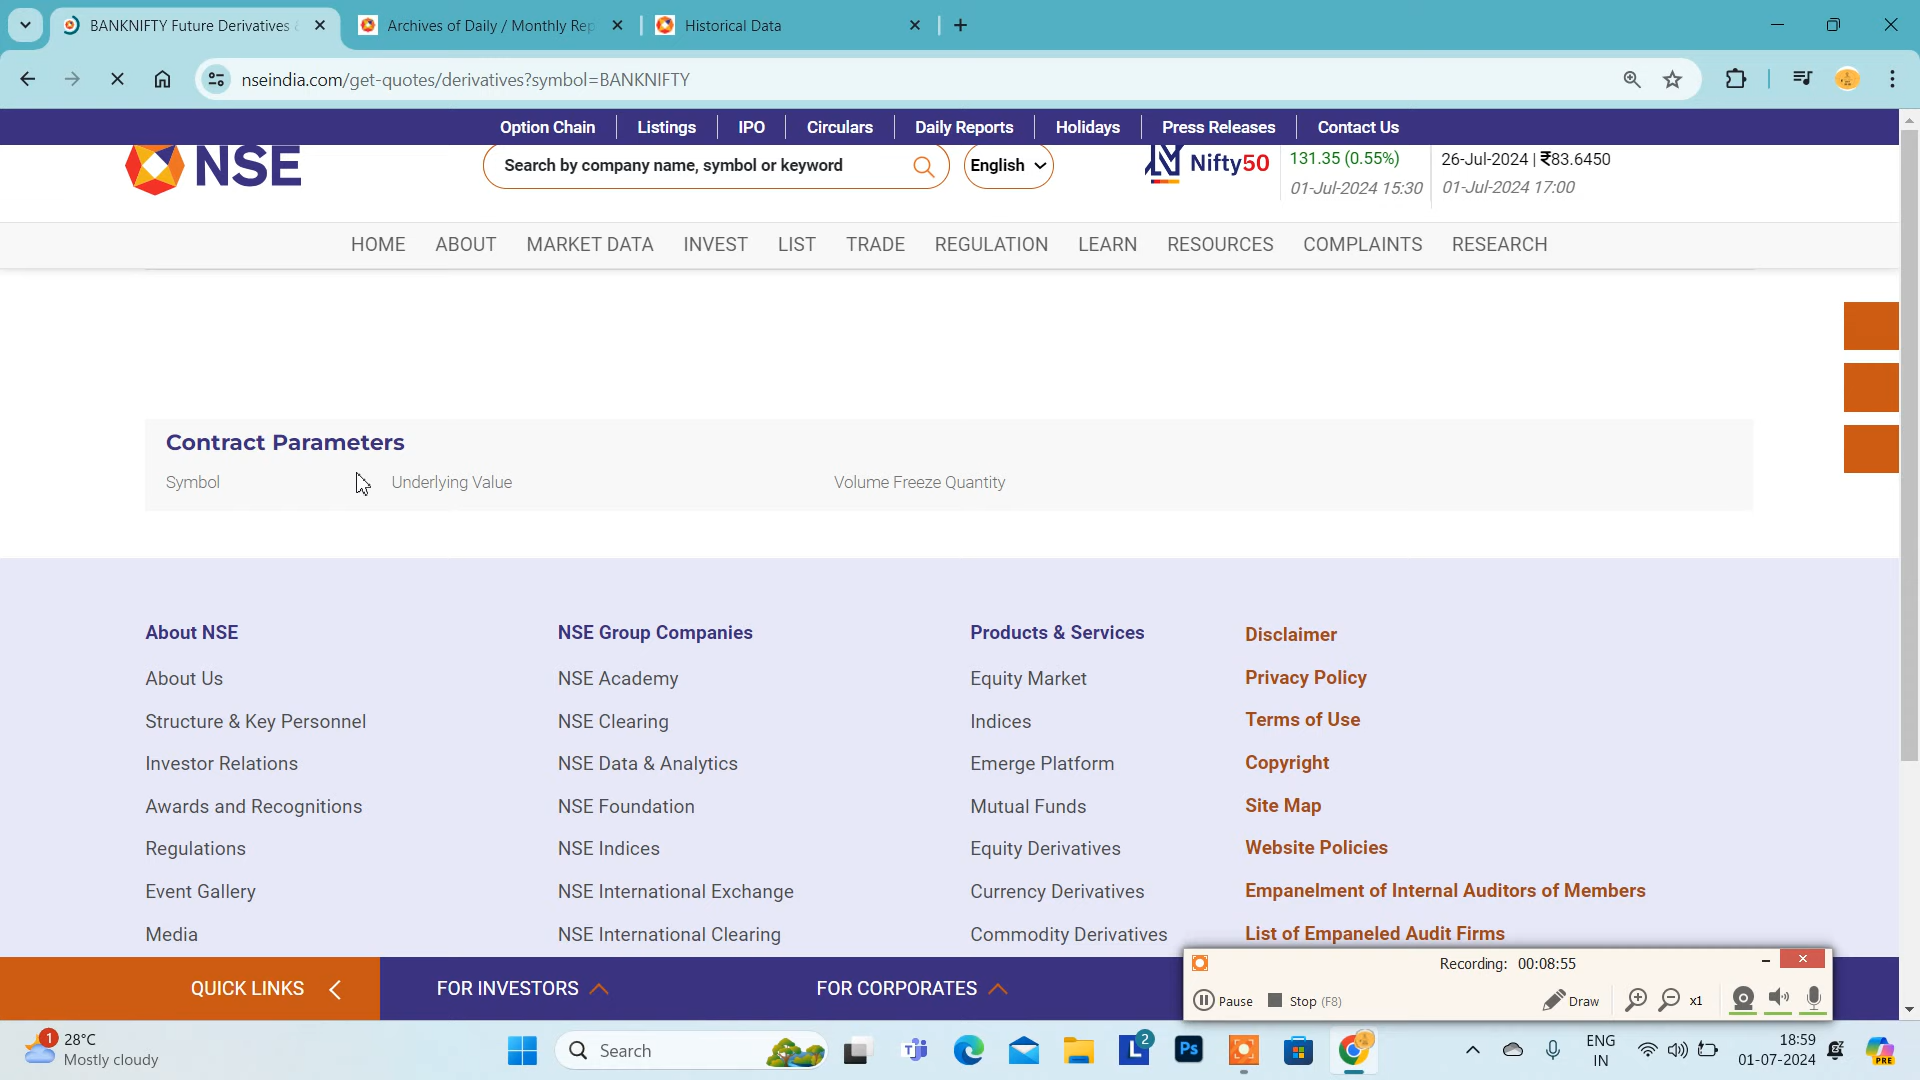 BANKNIFTY Future Derivatives &
Archives of Daily / Monthly Rep
Historical Data
nseindia.com/get-quotes/derivatives?symbol=BANKNIFTY
Option Chain
Listings
IPO
Circulars
Daily Reports
Holidays
Press Releases
Contact Us
NSE
Search by company name, symbol or keyword
English
Nifty50
131.35 (0.55%)
01-Jul-2024 15:30
26-Jul-2024 | ₹83.6450
01-Jul-2024 17:00
HOME
ABOUT
MARKET DATA
INVEST
LIST
TRADE
REGULATION
LEARN
RESOURCES
COMPLAINTS
RESEARCH
Contract Parameters
Symbol
Underlying Value
Volume Freeze Quantity
About NSE
About Us
Structure & Key Personnel
Investor Relations
Awards and Recognitions
Regulations
Event Gallery
Media
NSE Group Companies
NSE Academy
NSE Clearing
NSE Data & Analytics
NSE Foundation
NSE Indices
NSE International Exchange
NSE International Clearing
Products & Services
Equity Market
Indices
Emerge Platform
Mutual Funds
Equity Derivatives
Currency Derivatives
Commodity Derivatives
Disclaimer
Privacy Policy
Terms of Use
Copyright
Site Map
Website Policies
Empanelment of Internal Auditors of Members
List of Empaneled Audit Firms
QUICK LINKS
FOR INVESTORS
FOR CORPORATES
Recording: 00:08:55
Pause
Stop (F8)
Draw
x1
1
28°C
Mostly cloudy
Search
L
2
Ps
ENG
IN
18:59
01-07-2024
PRE